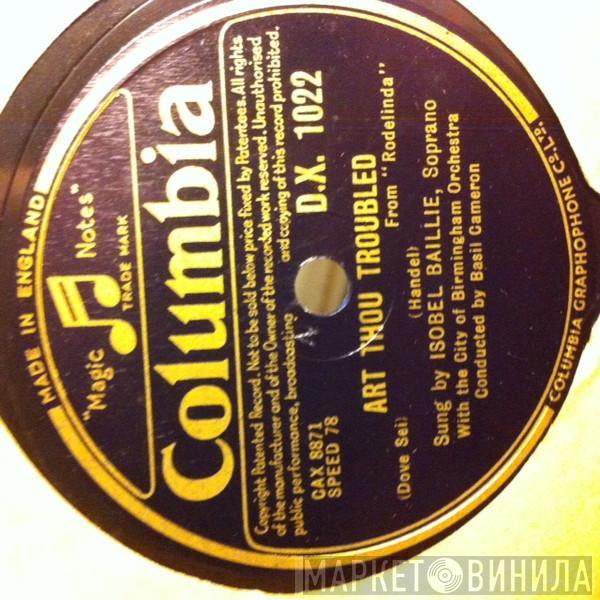 MADE IN ENGLAND
"Magic Notes"
TRADE MARK
Columbia
Copyright Patented Record. Not to be sold below price fixed by Patentees. All rights
of the manufacturer and of the Owner of the recorded work reserved. Unauthorised
public performance, broadcasting and copying of this record prohibited.
CAX 8871
SPEED 78
D.X. 1022
ART THOU TROUBLED
(Dove Sei) From "Rodelinda"
(Handel)
Sung by ISOBEL BAILLIE, Soprano
With the City of Birmingham Orchestra
Conducted by Basil Cameron
COLUMBIA GRAPHOPHONE Co. LTD.
МАРКЕТ ВИНИЛА